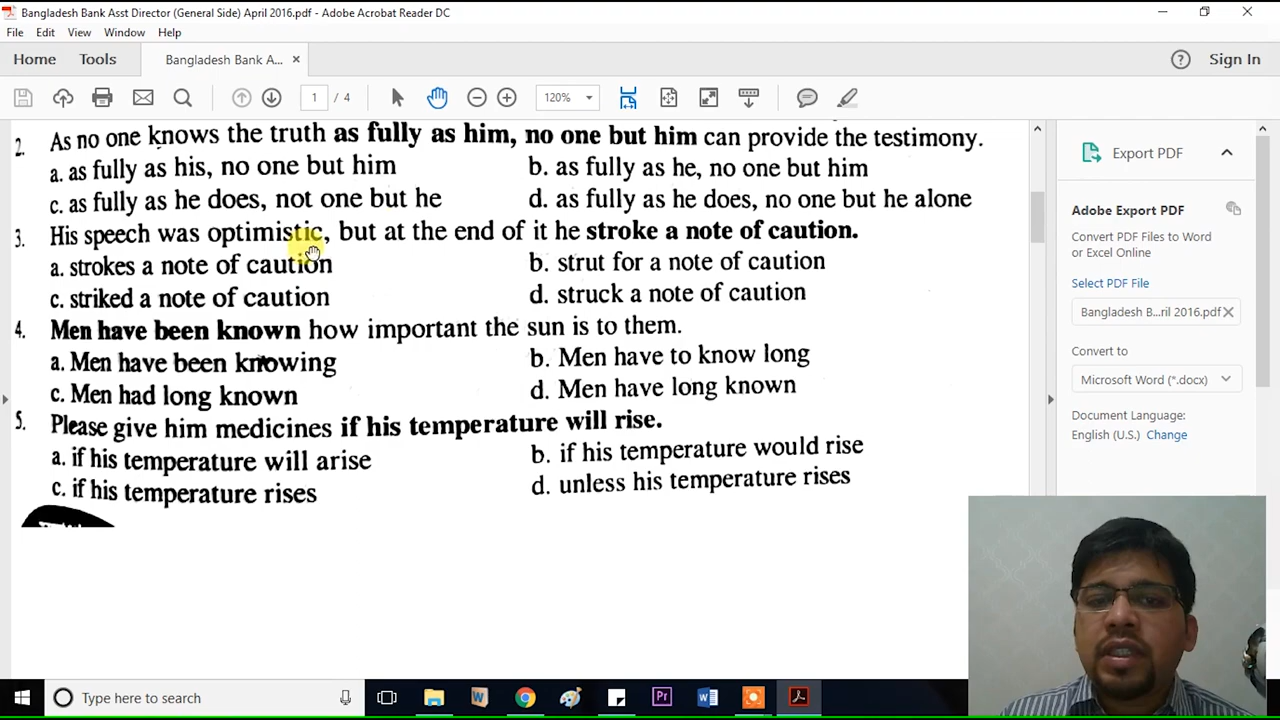 Bangladesh Bank Asst Director (General Side) April 2016.pdf - Adobe Acrobat Reader DC
File Edit View Window Help
Home Tools Bangladesh Bank A... × Sign In
1 / 4 120%
2. As no one knows the truth as fully as him, no one but him can provide the testimony.
a. as fully as his, no one but him b. as fully as he, no one but him
c. as fully as he does, not one but he d. as fully as he does, no one but he alone
3. His speech was optimistic, but at the end of it he stroke a note of caution.
a. strokes a note of caution b. strut for a note of caution
c. striked a note of caution d. struck a note of caution
4. Men have been known how important the sun is to them.
a. Men have been knowing b. Men have to know long
c. Men had long known d. Men have long known
5. Please give him medicines if his temperature will rise.
a. if his temperature will arise b. if his temperature would rise
c. if his temperature rises d. unless his temperature rises
Export PDF
Adobe Export PDF
Convert PDF Files to Word
or Excel Online
Select PDF File
Bangladesh B...ril 2016.pdf ×
Convert to
Microsoft Word (*.docx)
Document Language:
English (U.S.) Change
Type here to search